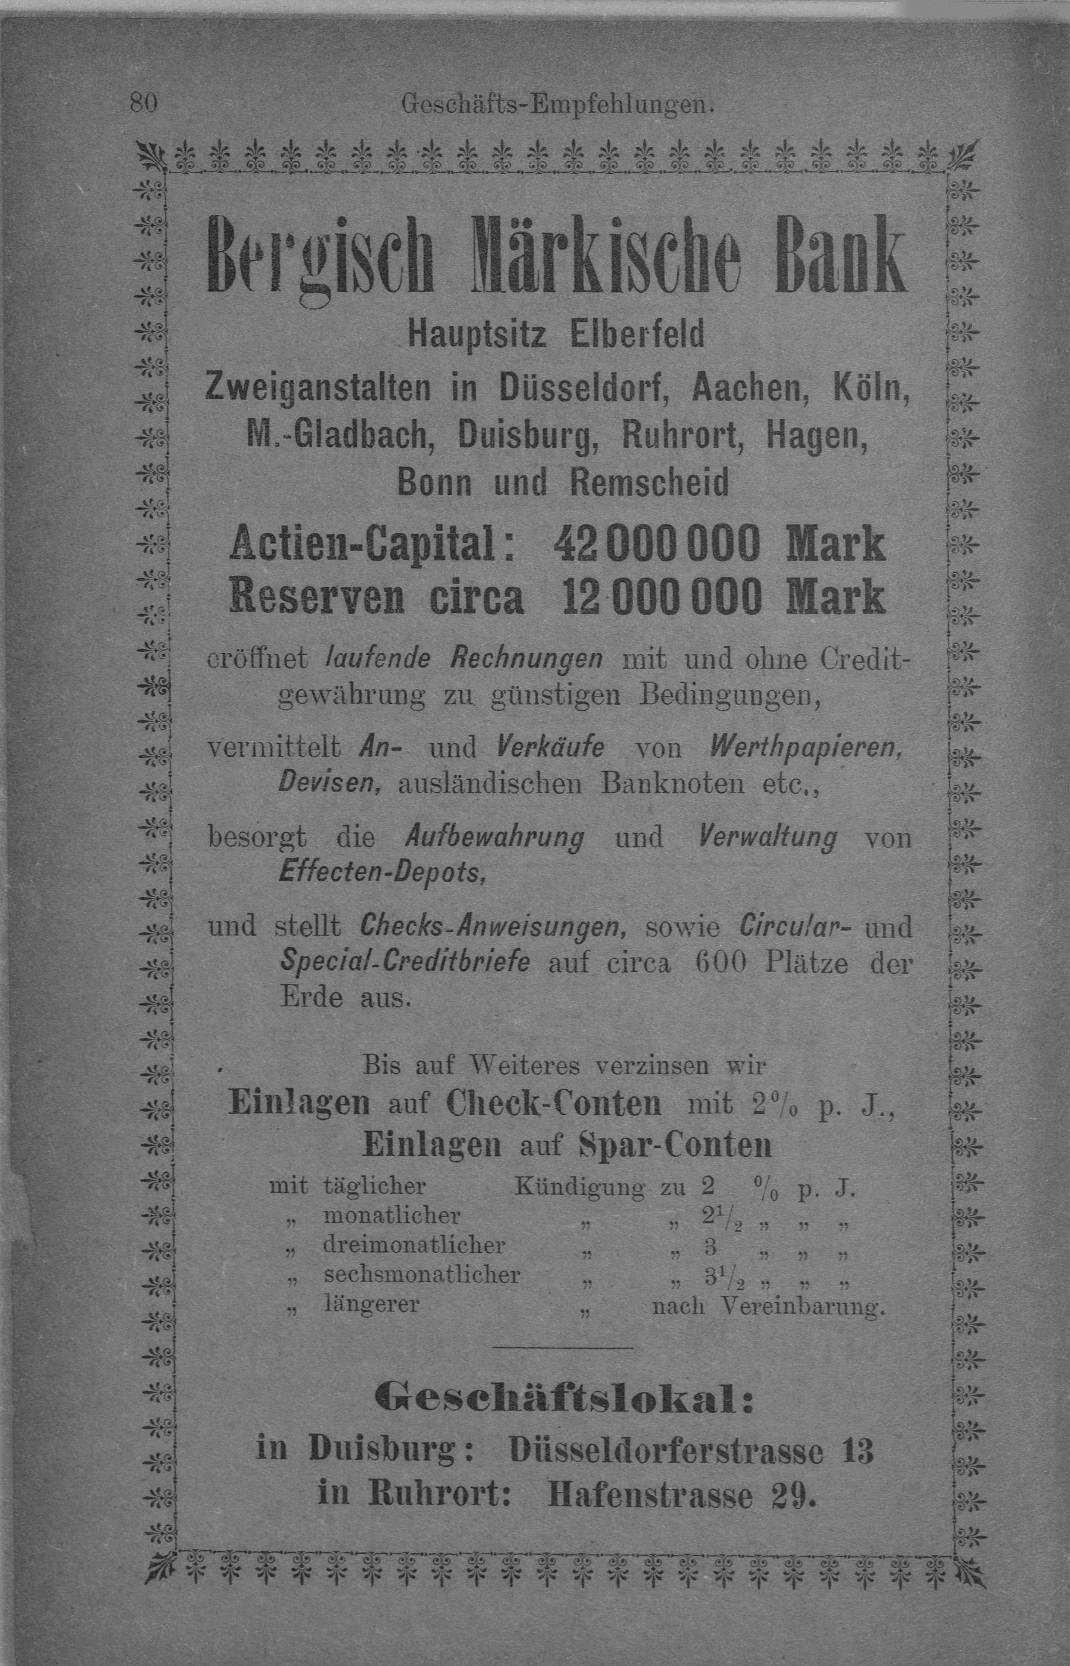 80
Geschäfts-Empfehlungen.
Bergisch Märkische Bank
Hauptsitz Elberfeld
Zweiganstalten in Düsseldorf, Aachen, Köln,
M.-Gladbach, Duisburg, Ruhrort, Hagen,
Bonn und Remscheid
Actien-Capital: 42 000 000 Mark
Reserven circa 12 000 000 Mark
eröffnet laufende Rechnungen mit und ohne Credit-
gewährung zu günstigen Bedingungen,
vermittelt An- und Verkäufe von Werthpapieren,
Devisen, ausländischen Banknoten etc.,
besorgt die Aufbewahrung und Verwaltung von
Effecten-Depots,
und stellt Checks-Anweisungen, sowie Circular- und
Special-Creditbriefe auf circa 600 Plätze der
Erde aus.
Bis auf Weiteres verzinsen wir
Einlagen auf Check-Conten mit 2% p. J.,
Einlagen auf Spar-Conten
mit täglicher Kündigung zu 2 % p. J.
„ monatlicher „ „ 2½ „ „ „
„ dreimonatlicher „ „ 3 „ „ „
„ sechsmonatlicher „ „ 3½ „ „ „
„ längerer „ nach Vereinbarung.
Geschäftslokal:
in Duisburg: Düsseldorferstrasse 13
in Ruhrort: Hafenstrasse 29.